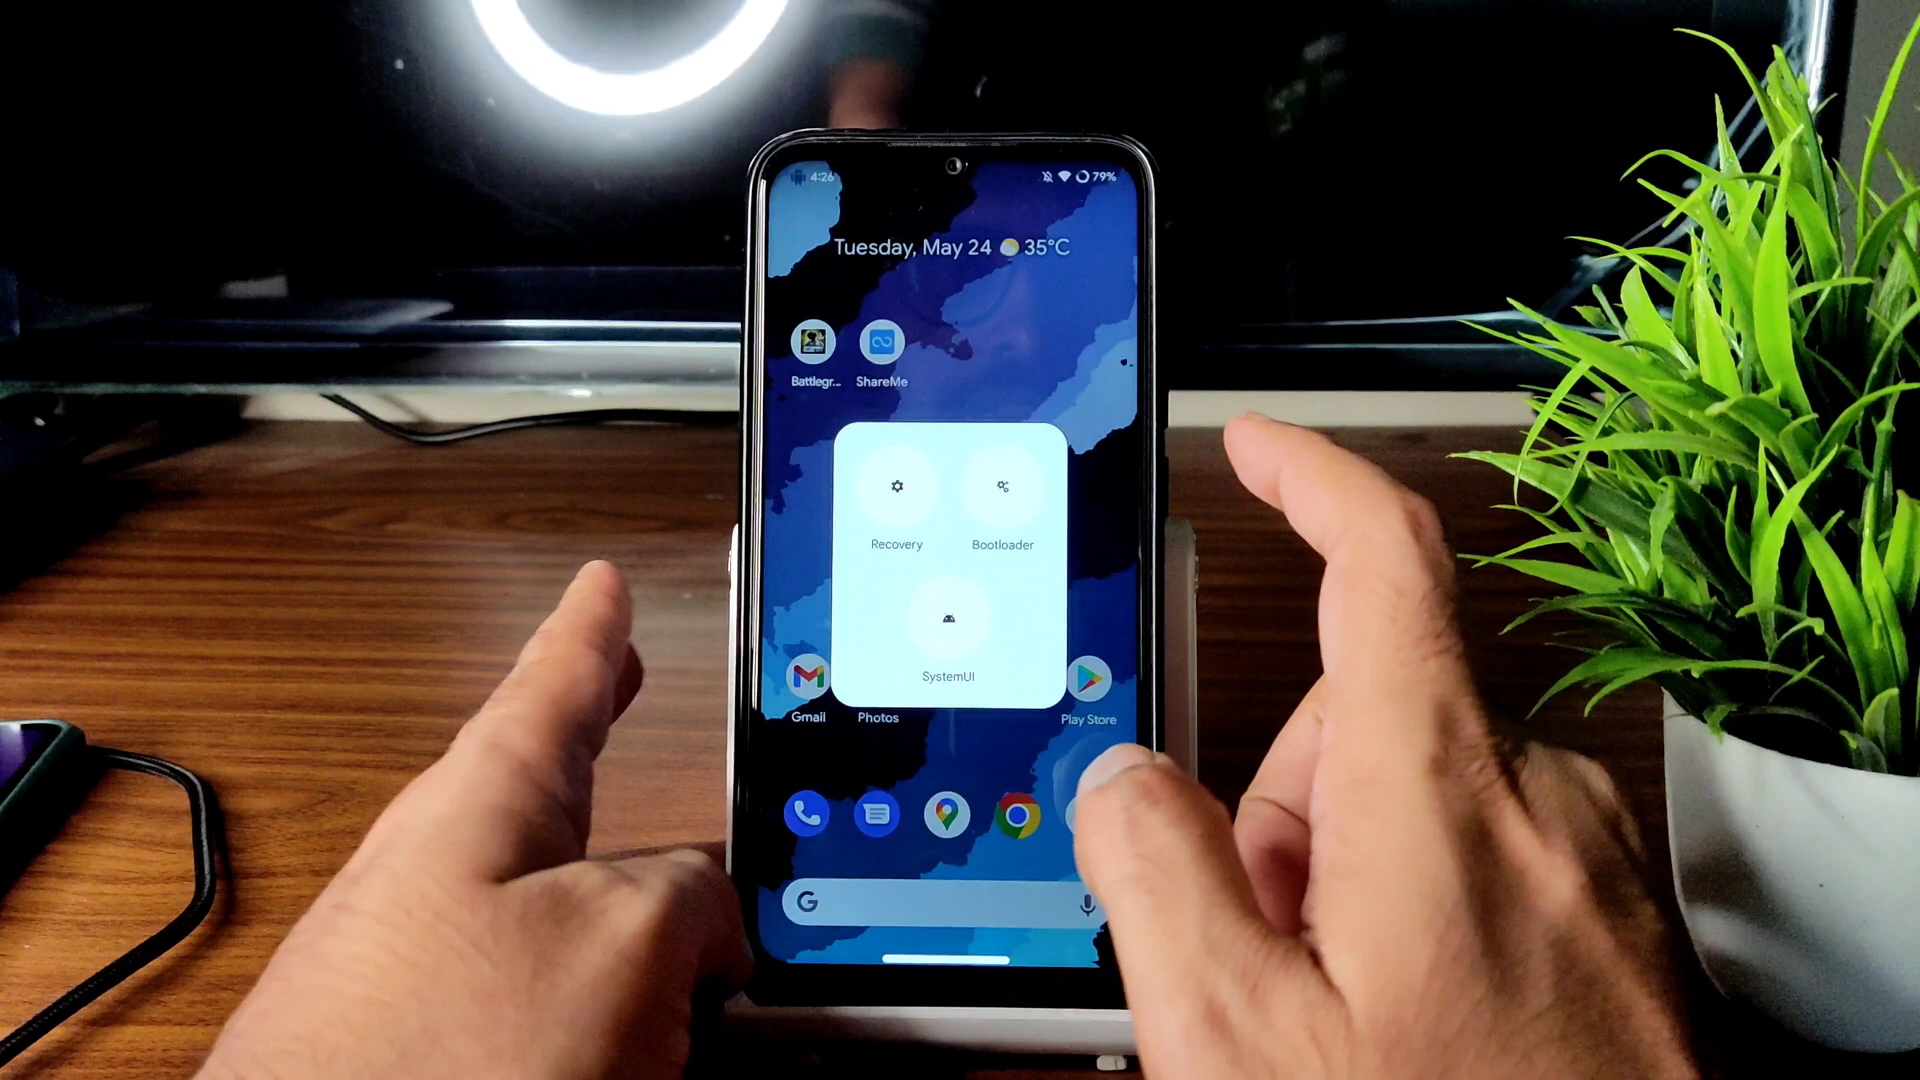 4:26 79%
Tuesday, May 24 35°C
Battlegr... ShareMe
Recovery Bootloader
SystemUI
Gmail Photos Play Store
G